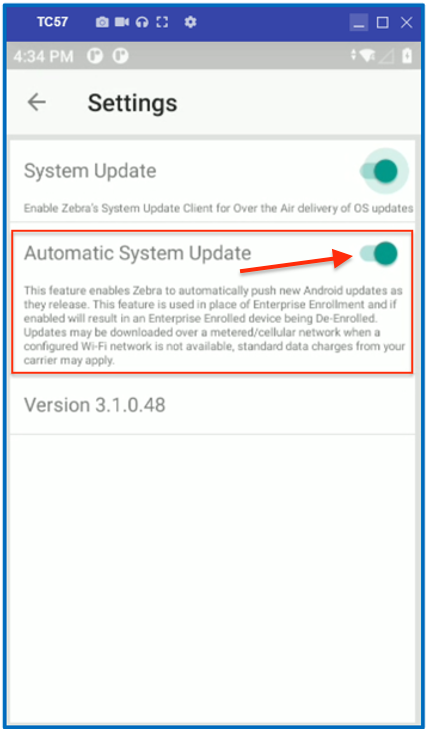 TC57
4:34 PM
Settings
System Update
Enable Zebra's System Update Client for Over the Air delivery of OS updates
Automatic System Update
This feature enables Zebra to automatically push new Android updates as
they release. This feature is used in place of Enterprise Enrollment and if
enabled will result in an Enterprise Enrolled device being De-Enrolled.
Updates may be downloaded over a metered/cellular network when a
configured Wi-Fi network is not available, standard data charges from your
carrier may apply.
Version 3.1.0.48